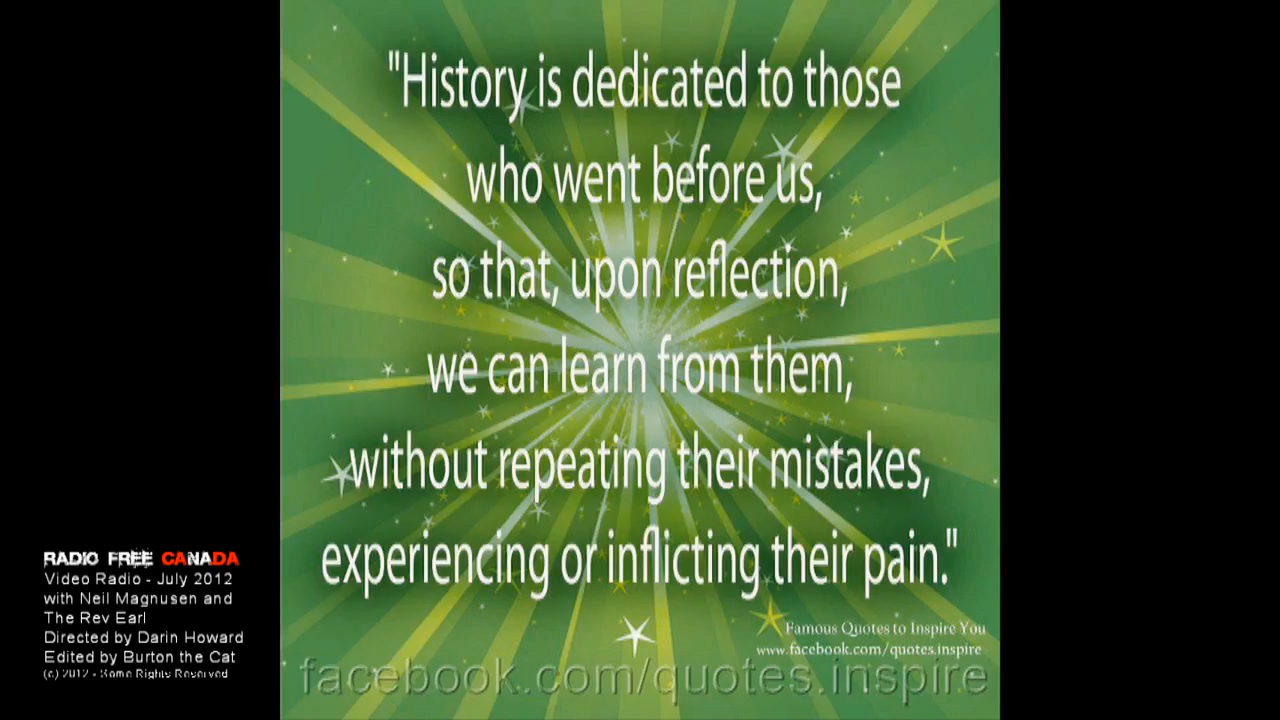 "History is dedicated to those
who went before us,
so that, upon reflection,
we can learn from them,
without repeating their mistakes,
experiencing or inflicting their pain."
Famous Quotes to Inspire You
www.facebook.com/quotes.inspire
facebook.com/quotes.inspire
RADIO FREE CANADA
Video Radio - July 2012
with Neil Magnusen and
The Rev Earl
Directed by Darin Howard
Edited by Burton the Cat
(c) 2012 - Some Rights Reserved